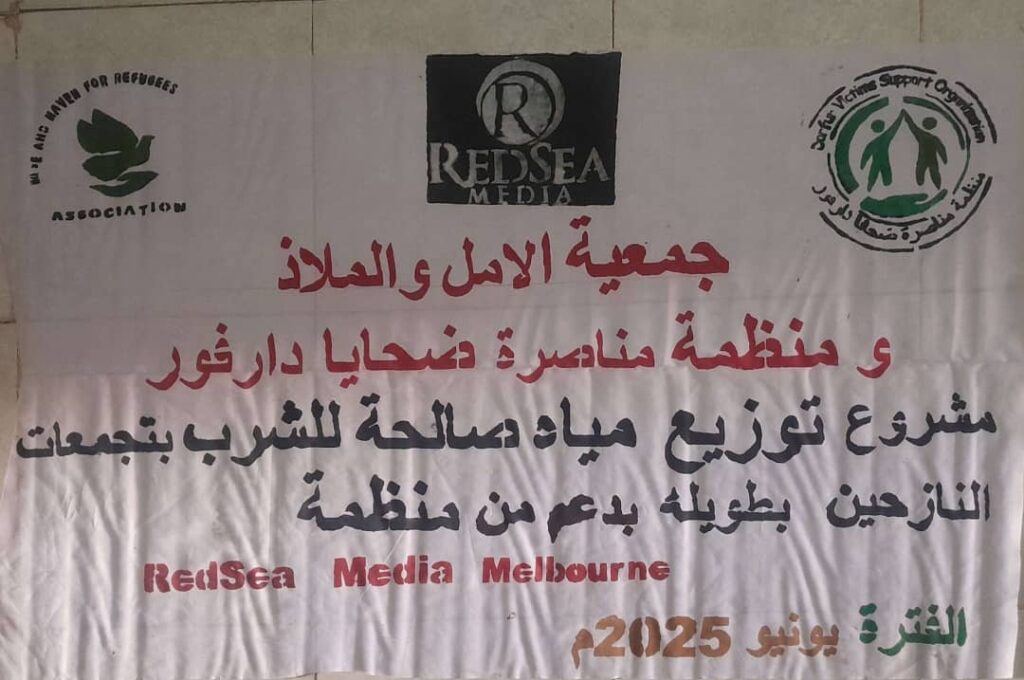 HOPE AND HAVEN FOR REFUGEES
ASSOCIATION
R
REDSEA
MEDIA
Darfur Victims Support Organization
منظمة مناصرة ضحايا دارفور
جمعية الامل والملاذ
و منظمة مناصرة ضحايا دارفور
مشروع توزيع مياه صالحة للشرب بتجمعات
النازحين بطويله بدعم من منظمة
RedSea Media Melbourne
الفترة يونيو 2025م